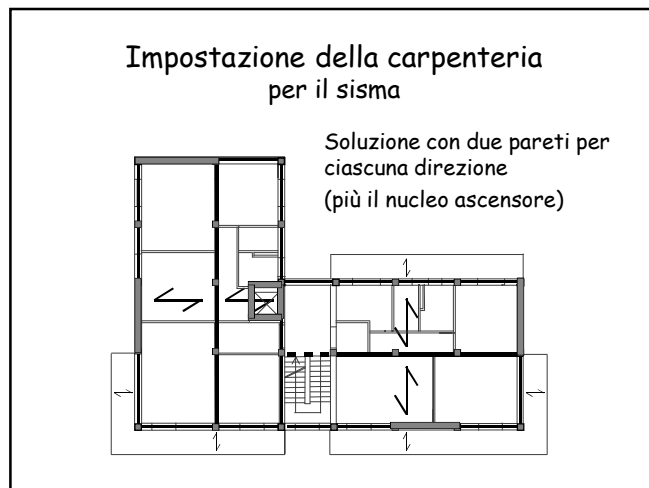 Impostazione della carpenteria
per il sisma
Soluzione con due pareti per
ciascuna direzione
(più il nucleo ascensore)